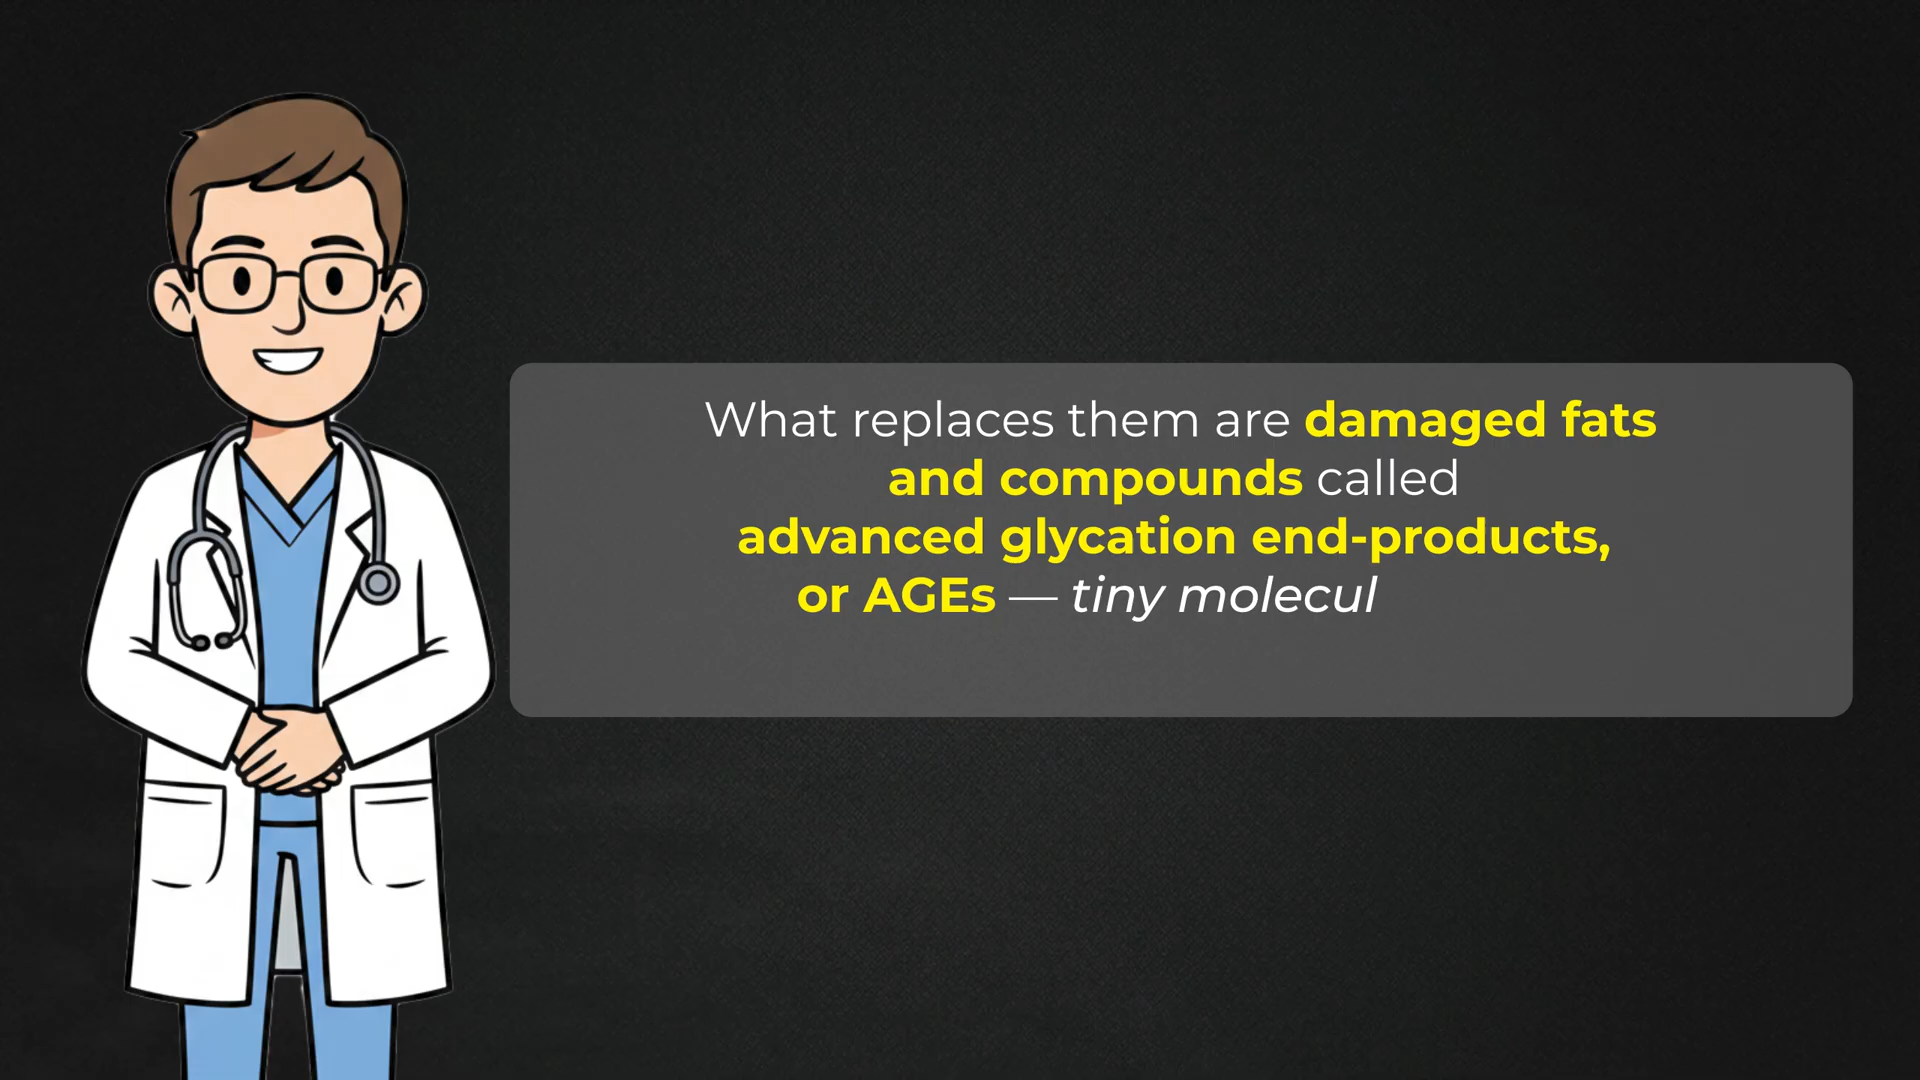 What replaces them are damaged fats
and compounds called
advanced glycation end-products,
or AGEs — tiny molecul